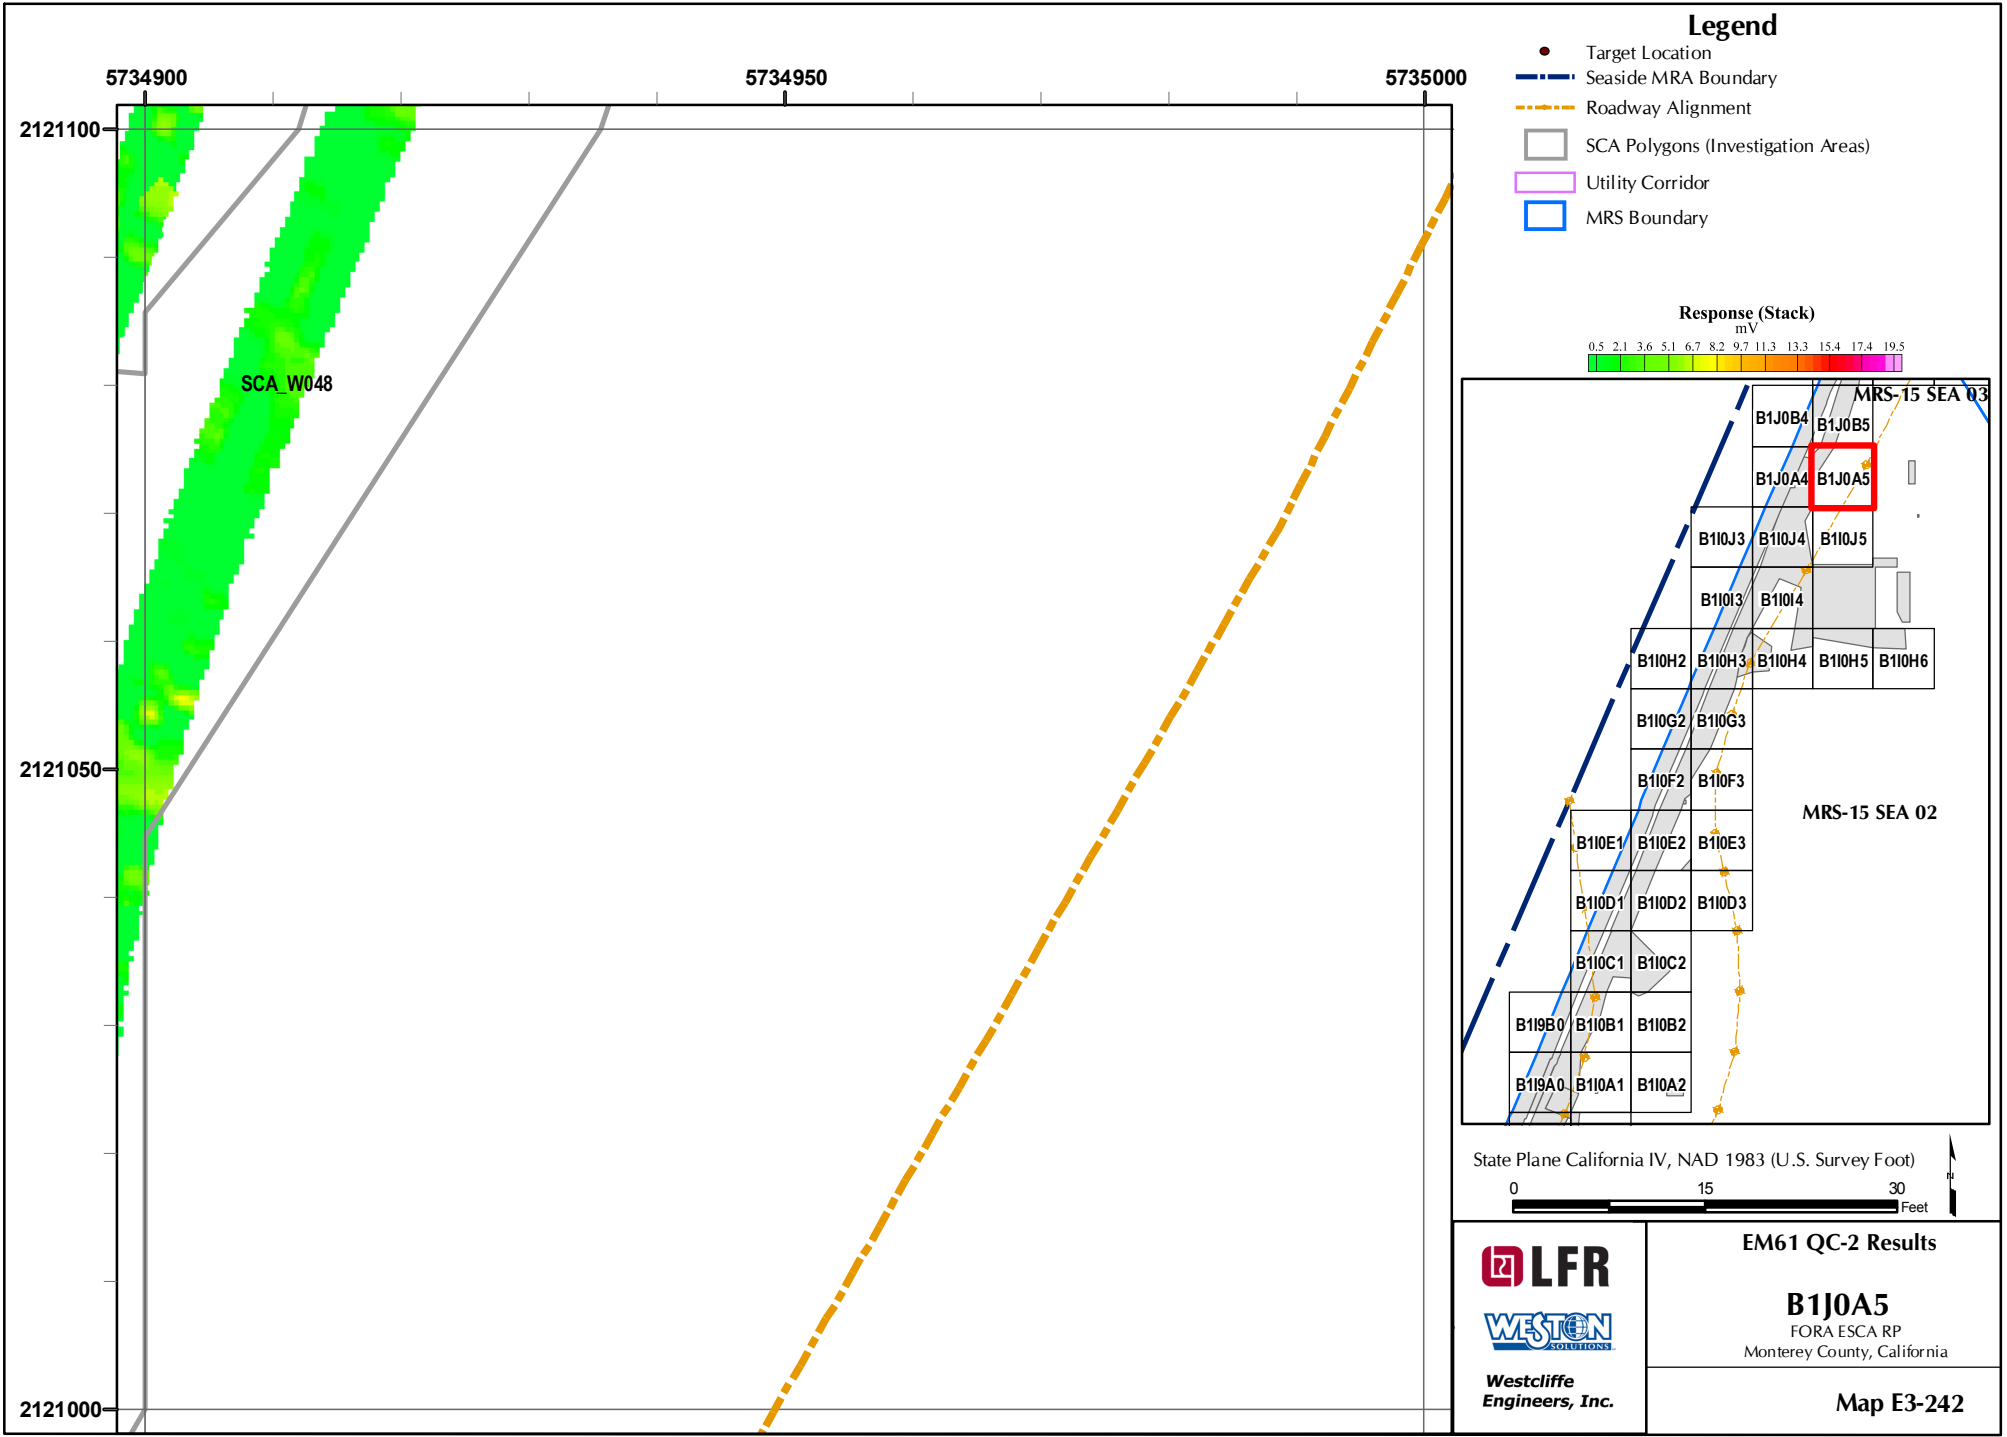 Legend
Target Location
Seaside MRA Boundary
Roadway Alignment
SCA Polygons (Investigation Areas)
Utility Corridor
MRS Boundary
5734900 5734950 5735000
2121100
2121050
2121000
SCA_W048
Response (Stack)
mV
0.5 2.1 3.6 5.1 6.7 8.2 9.7 11.3 13.3 15.4 17.4 19.5
MRS-15 SEA 03
B1J0B4 B1J0B5
B1J0A4 B1J0A5
B1I0J3 B1I0J4 B1I0J5
B1I0I3 B1I0I4
B1I0H2 B1I0H3 B1I0H4 B1I0H5 B1I0H6
B1I0G2 B1I0G3
B1I0F2 B1I0F3
MRS-15 SEA 02
B1I0E1 B1I0E2 B1I0E3
B1I0D1 B1I0D2 B1I0D3
B1I0C1 B1I0C2
B1I9B0 B1I0B1 B1I0B2
B1I9A0 B1I0A1 B1I0A2
State Plane California IV, NAD 1983 (U.S. Survey Foot)
0 15 30
Feet
N
LFR
WESTON
SOLUTIONS
Westcliffe
Engineers, Inc.
EM61 QC-2 Results
B1J0A5
FORA ESCA RP
Monterey County, California
Map E3-242